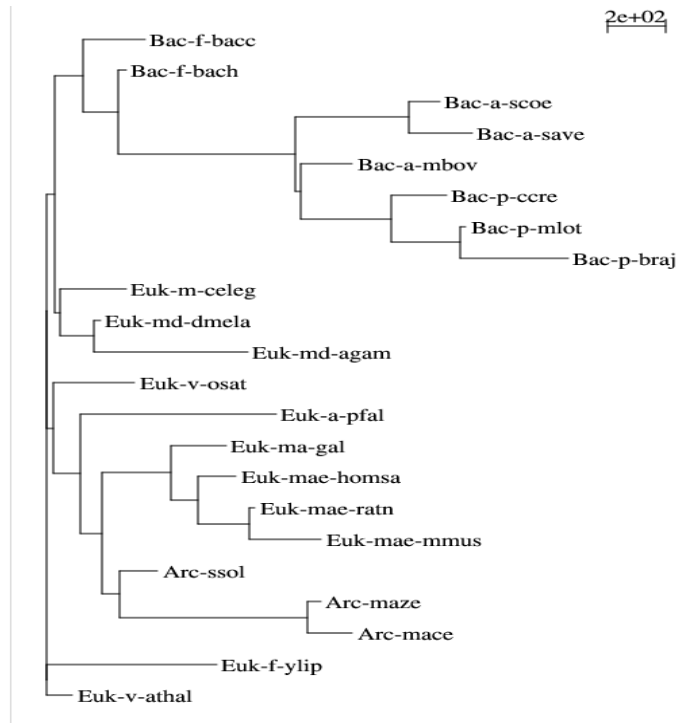 2e+02
Bac-f-bacc
Bac-f-bach
Bac-a-scoe
Bac-a-save
Bac-a-mbov
Bac-p-ccre
Bac-p-mlot
Bac-p-braj
Euk-m-celeg
Euk-md-dmela
Euk-md-agam
Euk-v-osat
Euk-a-pfal
Euk-ma-gal
Euk-mae-homsa
Euk-mae-ratn
Euk-mae-mmus
Arc-ssol
Arc-maze
Arc-mace
Euk-f-ylip
Euk-v-athal